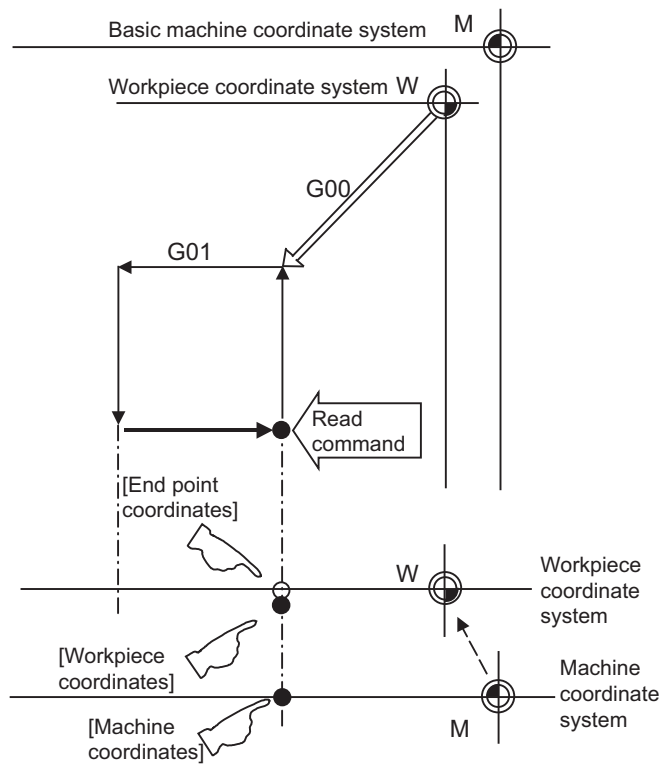 Basic machine coordinate system M
Workpiece coordinate system W
G00
G01
Read
command
[End point
coordinates]
W
Workpiece
coordinate
system
[Workpiece
coordinates]
Machine
coordinate
system
[Machine
coordinates]
M